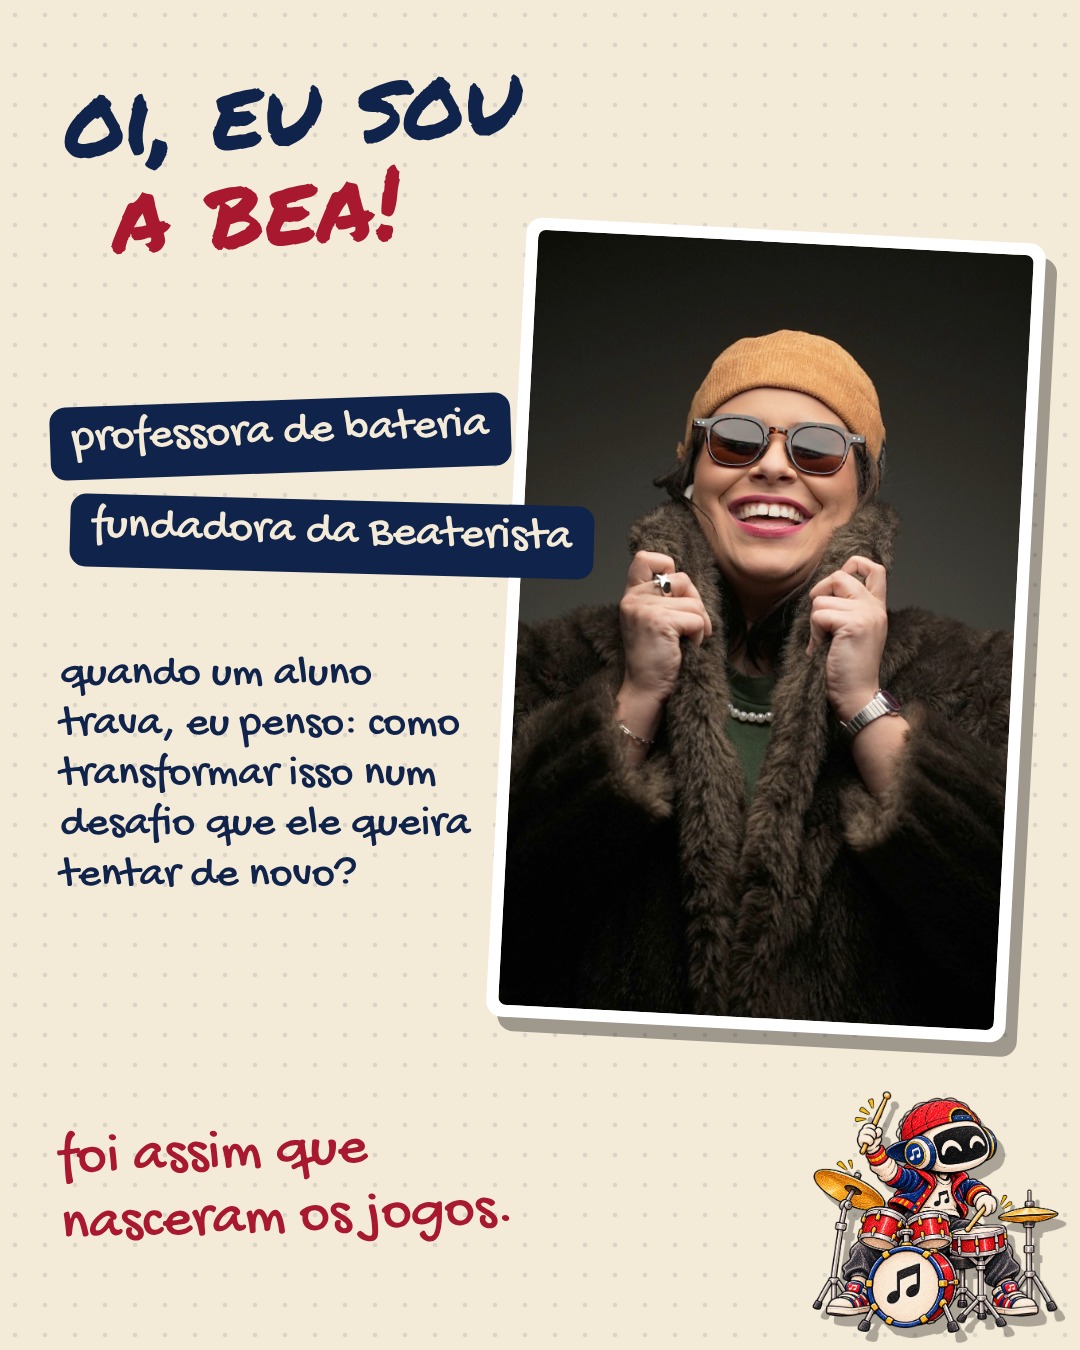 OI, EU SOU
A BEA!
professora de bateria
fundadora da Beaterista
quando um aluno
trava, eu penso: como
transformar isso num
desafio que ele queira
tentar de novo?
foi assim que
nasceram os jogos.